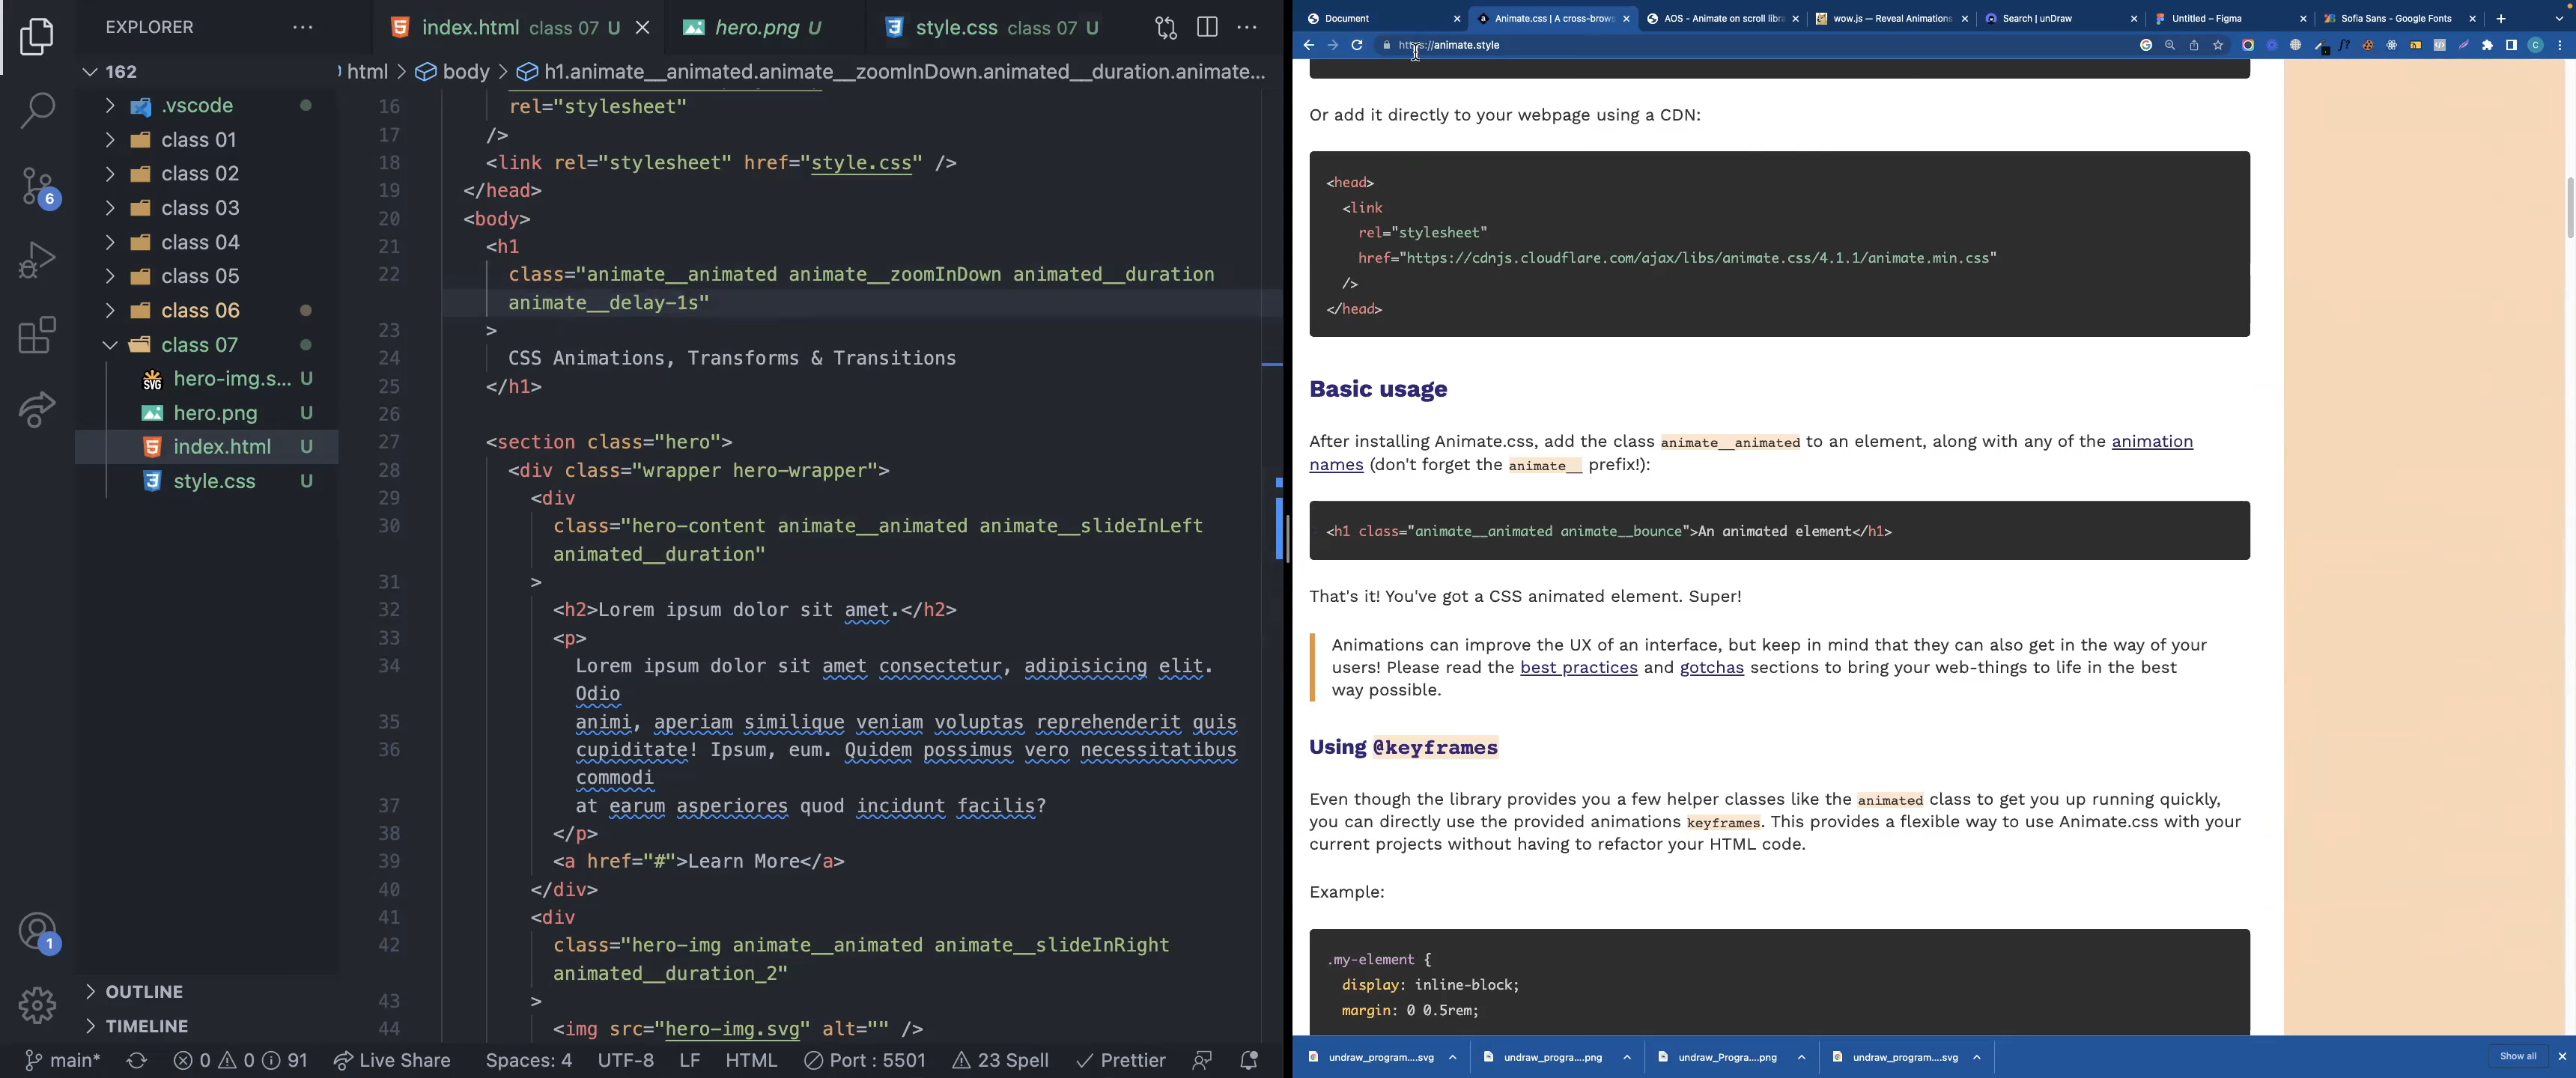 EXPLORER
162
.vscode
class 01
class 02
class 03
class 04
class 05
class 06
class 07
hero-img.s... U
hero.png U
index.html U
style.css U
OUTLINE
TIMELINE
6
1
index.html class 07 U
hero.png U
style.css class 07 U
html > body > h1.animate__animated.animate__zoomInDown.animated__duration.animate...
16 rel="stylesheet"
17 />
18 <link rel="stylesheet" href="style.css" />
19 </head>
20 <body>
21 <h1
22 class="animate__animated animate__zoomInDown animated__duration
animate__delay-1s"
23 >
24 CSS Animations, Transforms & Transitions
25 </h1>
26
27 <section class="hero">
28 <div class="wrapper hero-wrapper">
29 <div
30 class="hero-content animate__animated animate__slideInLeft
animated__duration"
31 >
32 <h2>Lorem ipsum dolor sit amet.</h2>
33 <p>
34 Lorem ipsum dolor sit amet consectetur, adipisicing elit.
Odio
35 animi, aperiam similique veniam voluptas reprehenderit quis
36 cupiditate! Ipsum, eum. Quidem possimus vero necessitatibus
commodi
37 at earum asperiores quod incidunt facilis?
38 </p>
39 <a href="#">Learn More</a>
40 </div>
41 <div
42 class="hero-img animate__animated animate__slideInRight
animated__duration_2"
43 >
44 <img src="hero-img.svg" alt="" />
main* 0 0 91 Live Share Spaces: 4 UTF-8 LF HTML Port : 5501 23 Spell Prettier
Document
Animate.css | A cross-brows
AOS - Animate on scroll libra
wow.js — Reveal Animations
Search | unDraw
Untitled – Figma
Sofia Sans - Google Fonts
https://animate.style
Or add it directly to your webpage using a CDN:
<head>
<link
rel="stylesheet"
href="https://cdnjs.cloudflare.com/ajax/libs/animate.css/4.1.1/animate.min.css"
/>
</head>
Basic usage
After installing Animate.css, add the class animate__animated to an element, along with any of the animation
names (don't forget the animate__ prefix!):
<h1 class="animate__animated animate__bounce">An animated element</h1>
That's it! You've got a CSS animated element. Super!
Animations can improve the UX of an interface, but keep in mind that they can also get in the way of your
users! Please read the best practices and gotchas sections to bring your web-things to life in the best
way possible.
Using @keyframes
Even though the library provides you a few helper classes like the animated class to get you up running quickly,
you can directly use the provided animations keyframes. This provides a flexible way to use Animate.css with your
current projects without having to refactor your HTML code.
Example:
.my-element {
display: inline-block;
margin: 0 0.5rem;
undraw_program....svg
undraw_progra....png
undraw_Progra....png
undraw_program....svg
Show all